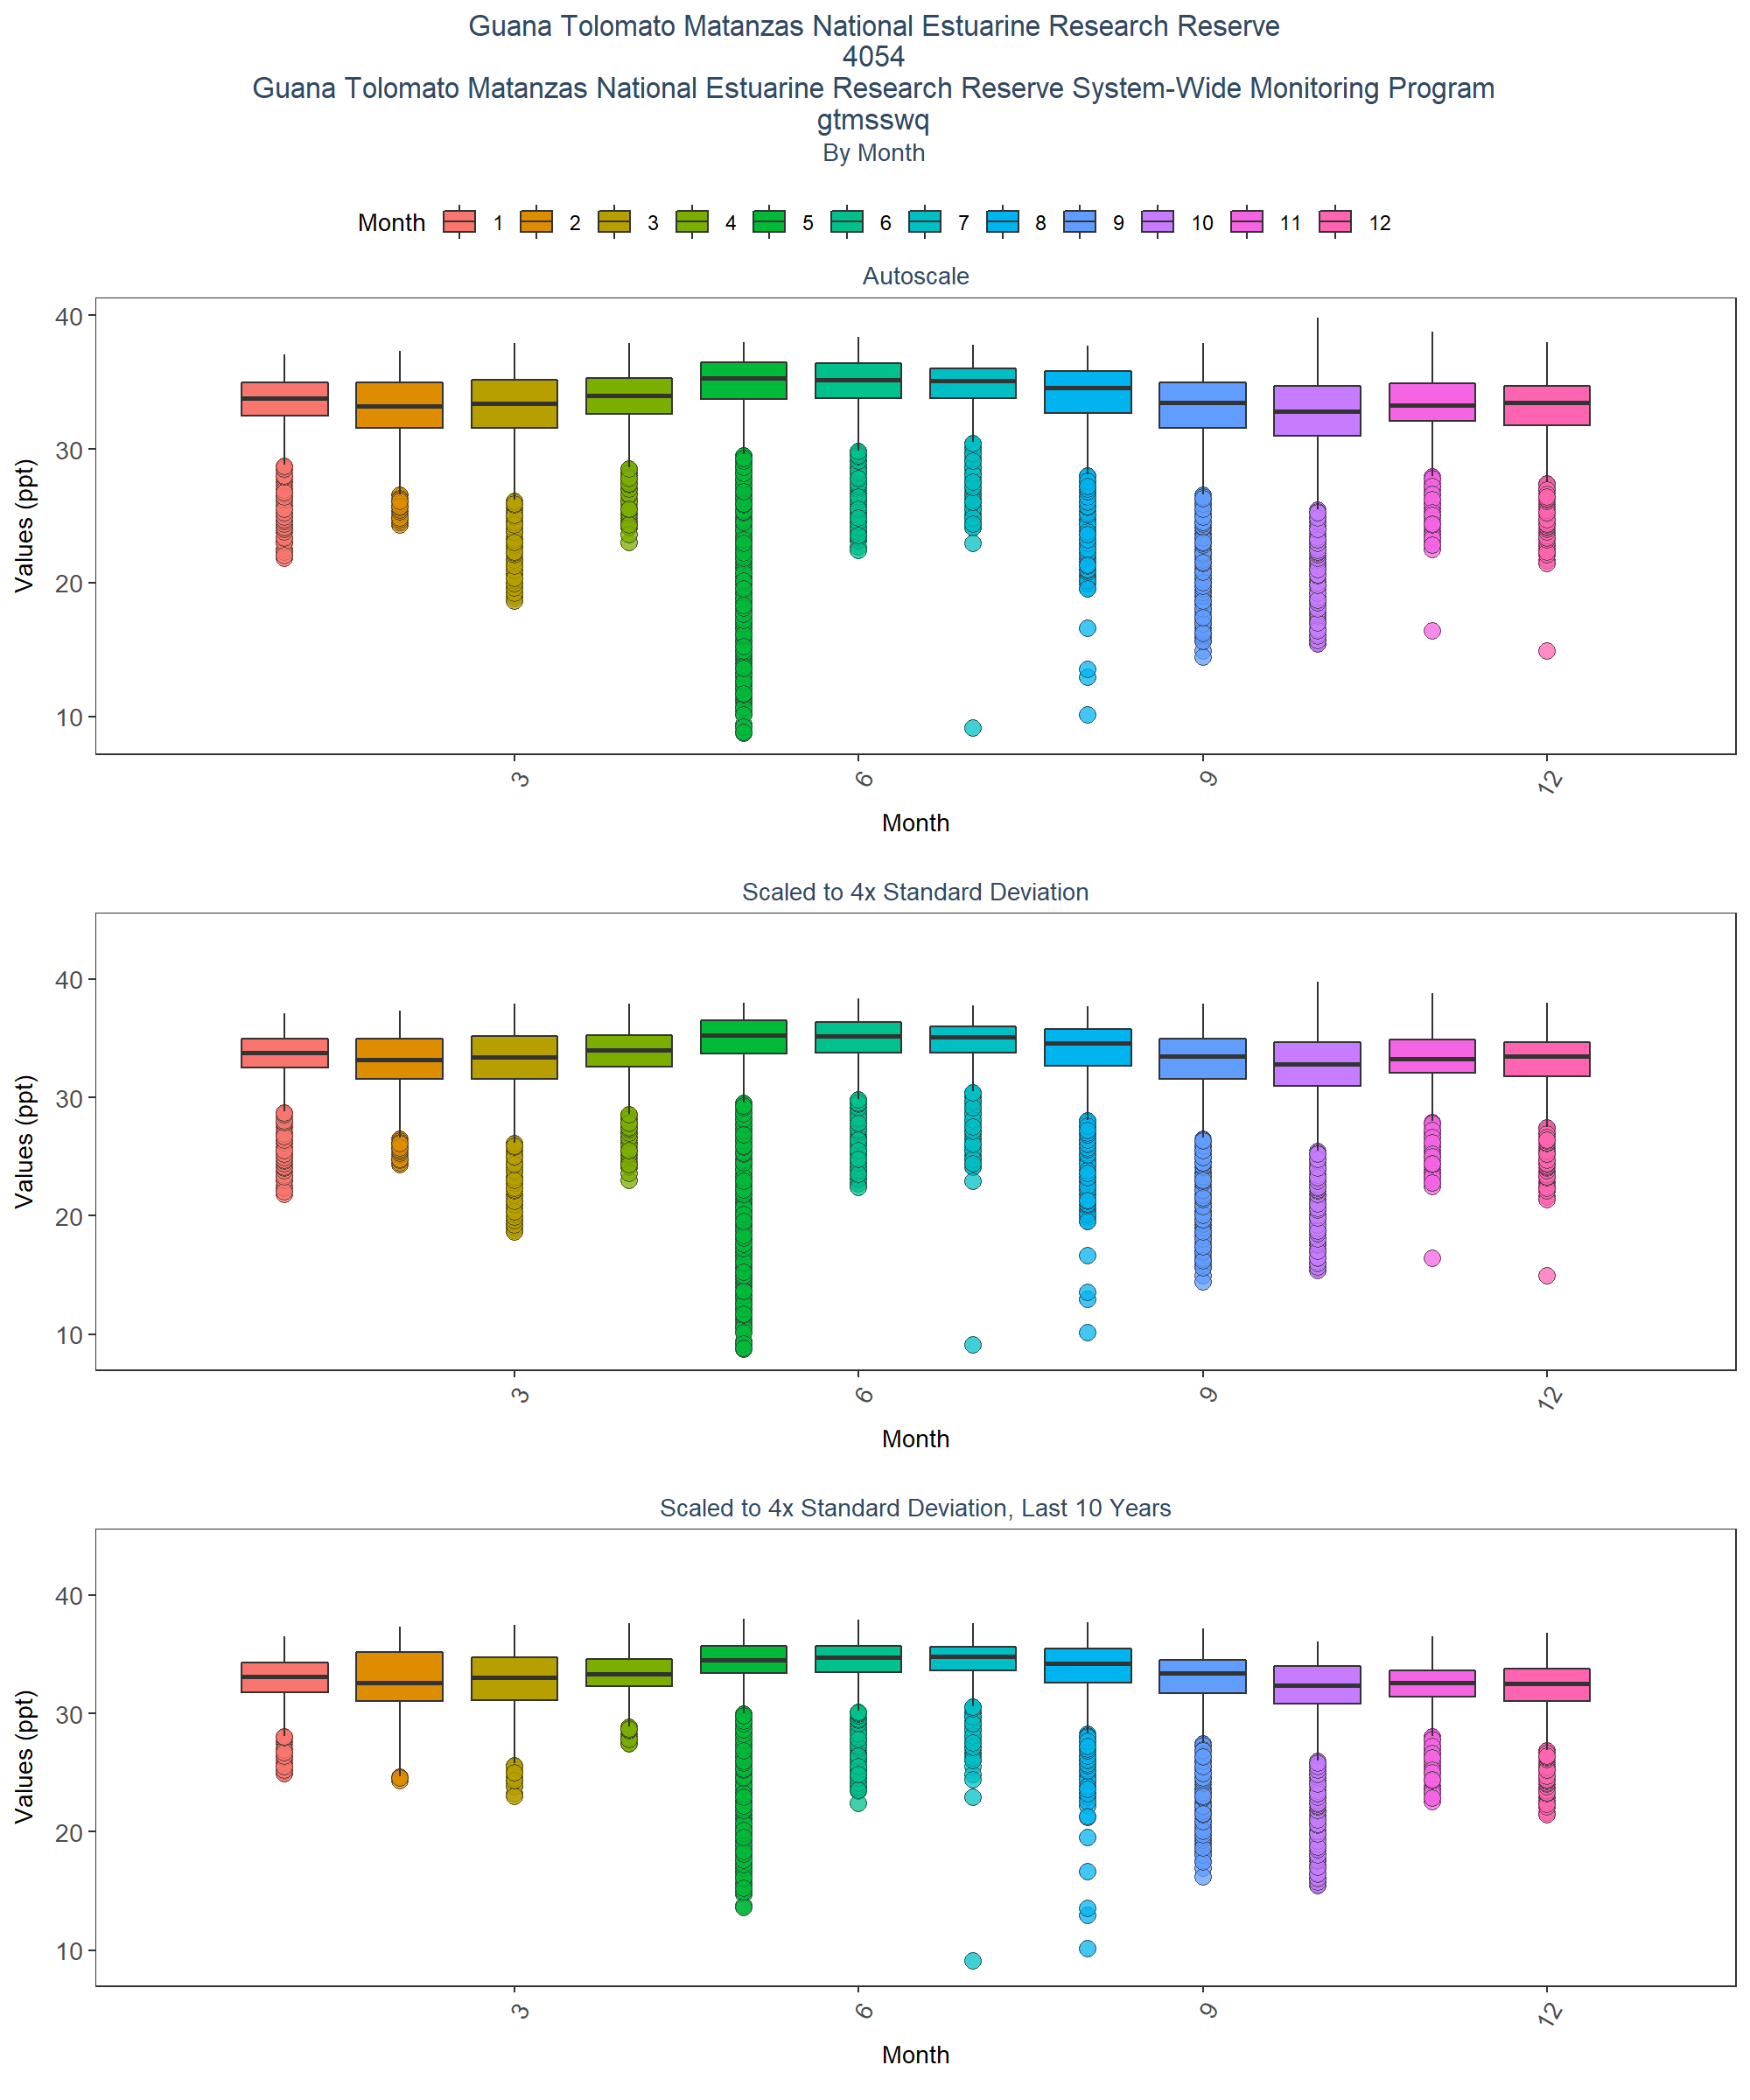 Guana Tolomato Matanzas National Estuarine Research Reserve
4054
Guana Tolomato Matanzas National Estuarine Research Reserve System-Wide Monitoring Program
gtmsswq
By Month
Month 1 2 3 4 5 6 7 8 9 10 11 12
Autoscale
Values (ppt)
40
30
20
10
3 6 9 12
Month
Scaled to 4x Standard Deviation
Values (ppt)
40
30
20
10
3 6 9 12
Month
Scaled to 4x Standard Deviation, Last 10 Years
Values (ppt)
40
30
20
10
3 6 9 12
Month